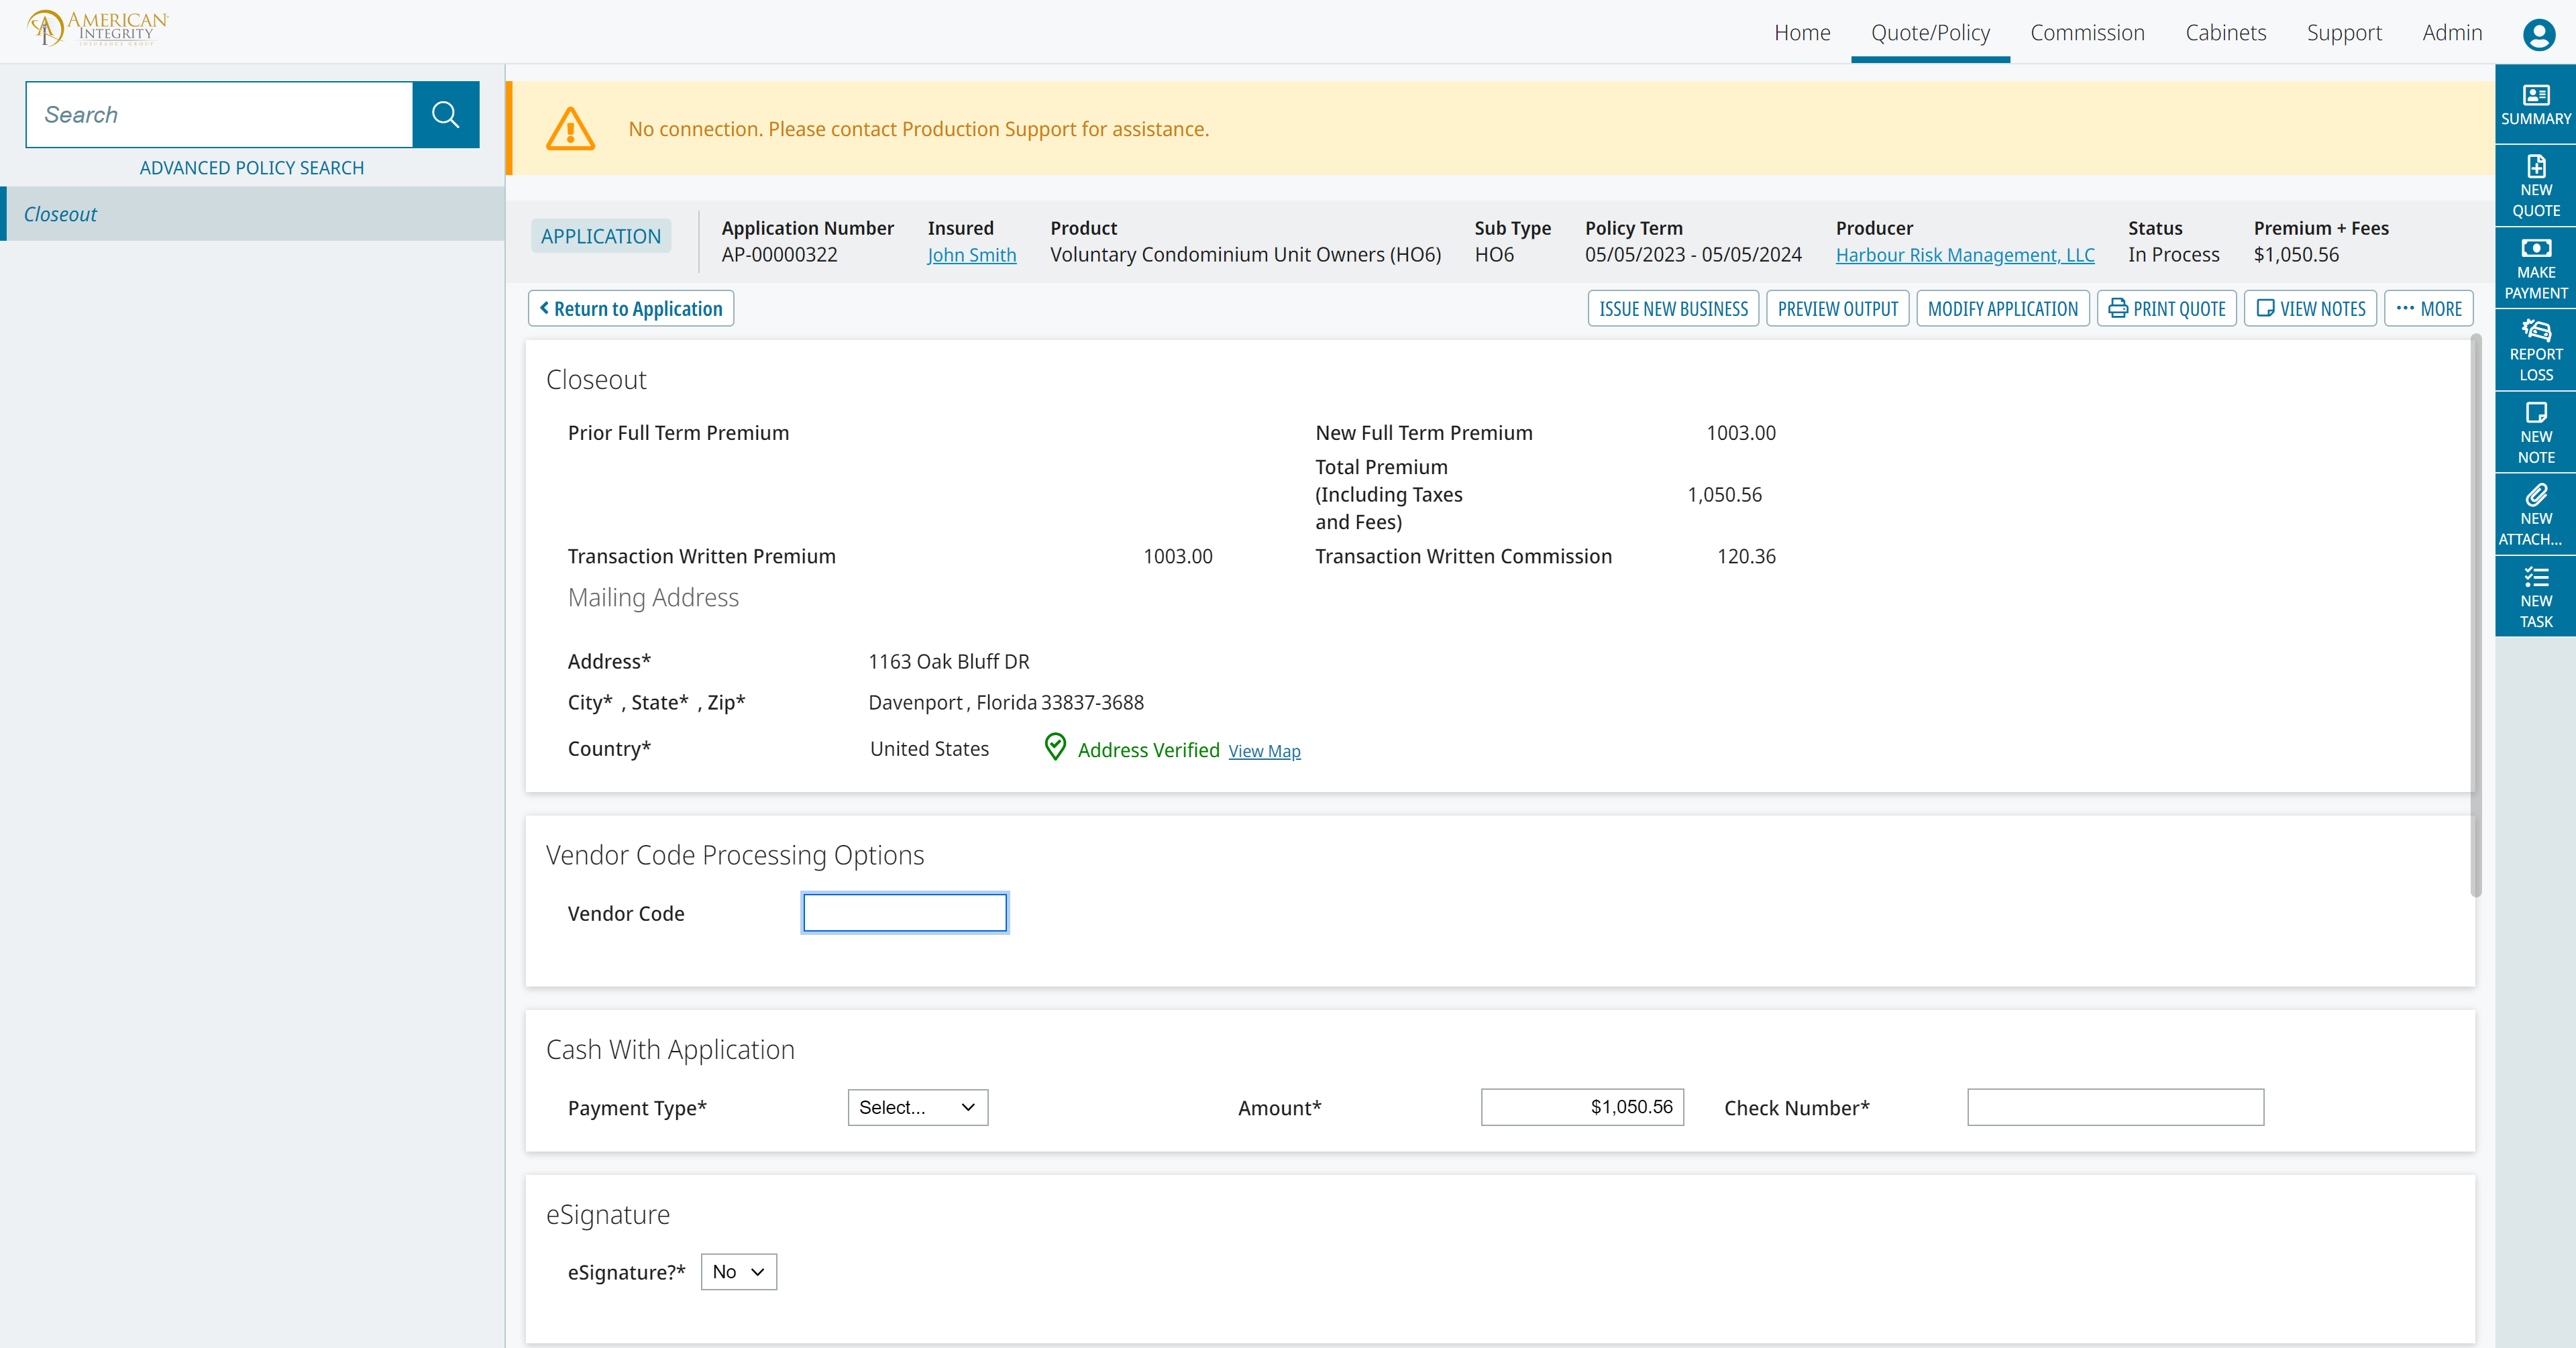 AMERICAN
INTEGRITY
INSURANCE GROUP
Home
Quote/Policy
Commission
Cabinets
Support
Admin
Search
ADVANCED POLICY SEARCH
Closeout
No connection. Please contact Production Support for assistance.
APPLICATION
Application Number
AP-00000322
Insured
John Smith
Product
Voluntary Condominium Unit Owners (HO6)
Sub Type
HO6
Policy Term
05/05/2023 - 05/05/2024
Producer
Harbour Risk Management, LLC
Status
In Process
Premium + Fees
$1,050.56
Return to Application
ISSUE NEW BUSINESS
PREVIEW OUTPUT
MODIFY APPLICATION
PRINT QUOTE
VIEW NOTES
MORE
Closeout
Prior Full Term Premium
New Full Term Premium 1003.00
Total Premium
(Including Taxes 1,050.56
and Fees)
Transaction Written Premium 1003.00
Transaction Written Commission 120.36
Mailing Address
Address* 1163 Oak Bluff DR
City* , State* , Zip* Davenport , Florida 33837-3688
Country* United States Address Verified View Map
Vendor Code Processing Options
Vendor Code
Cash With Application
Payment Type* Select... Amount* $1,050.56 Check Number*
eSignature
eSignature?* No
SUMMARY
NEW
QUOTE
MAKE
PAYMENT
REPORT
LOSS
NEW
NOTE
NEW
ATTACH...
NEW
TASK